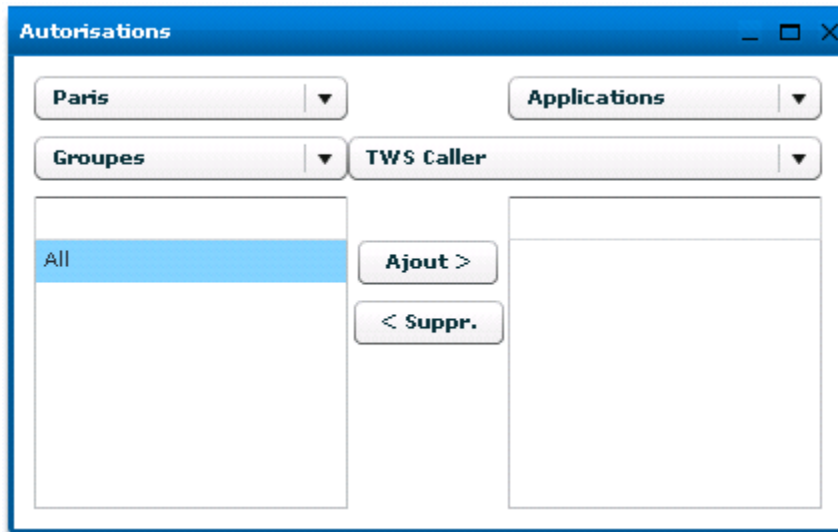 Autorisations
Paris
Applications
Groupes
TWS Caller
All
Ajout >
< Suppr.